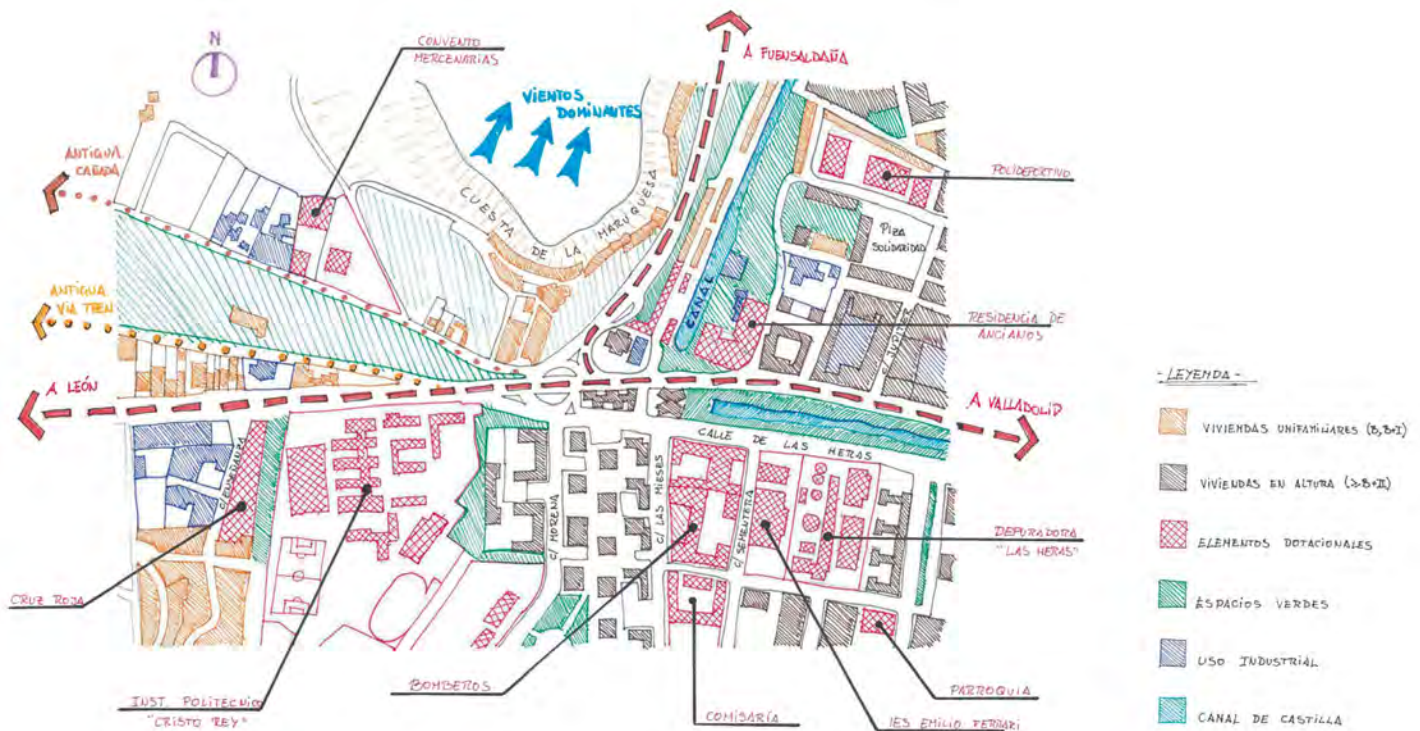 N
CONVENTO
MERCENARIAS
A FUENSALDAÑA
VIENTOS
DOMINANTES
ANTIGUA
CAÑADA
POLIDEPORTIVO
CUESTA DE LA MARUQUESA
PLZA
SOLIDARIDAD
ANTIGUA
VIA TREN
CANAL
RESIDENCIA DE
ANCIANOS
C. JUPITER
A LEÓN
A VALLADOLID
CALLE DE LAS HERAS
- LEYENDA -
VIVIENDAS UNIFAMILIARES (B, B+I)
VIVIENDAS EN ALTURA (≥B+II)
ELEMENTOS DOTACIONALES
ESPACIOS VERDES
USO INDUSTRIAL
CANAL DE CASTILLA
C/ MORENA
C/ LAS MIESES
C/ SEMENTERA
DEPURADORA
"LAS HERAS"
CRUZ ROJA
INST. POLITECNICO
"CRISTO REY"
BOMBEROS
COMISARÍA
PARROQUIA
IES EMILIO FERRARI